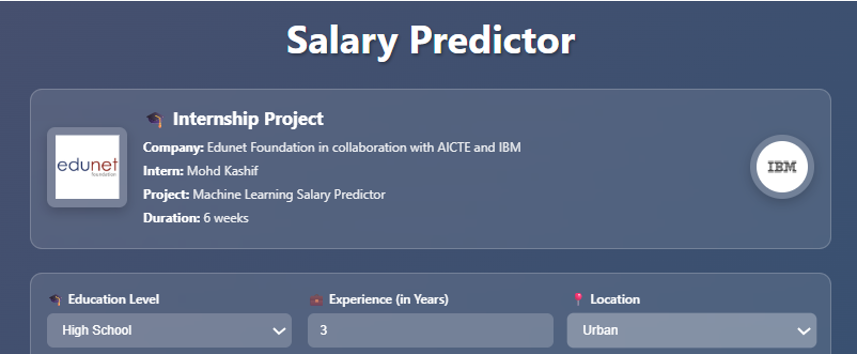 Salary Predictor
Internship Project
Company: Edunet Foundation in collaboration with AICTE and IBM
Intern: Mohd Kashif
Project: Machine Learning Salary Predictor
Duration: 6 weeks
edunet
foundation
IBM
Education Level
Experience (in Years)
Location
High School
3
Urban